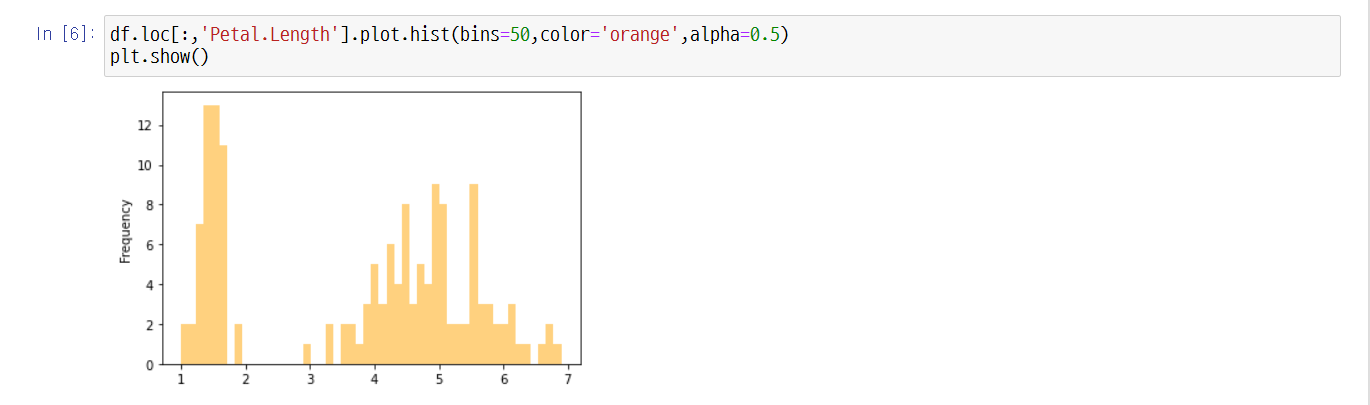 In [6]:
df.loc[:,'Petal.Length'].plot.hist(bins=50,color='orange',alpha=0.5)
plt.show()
12
10
8
6
4
2
0
Frequency
1 2 3 4 5 6 7